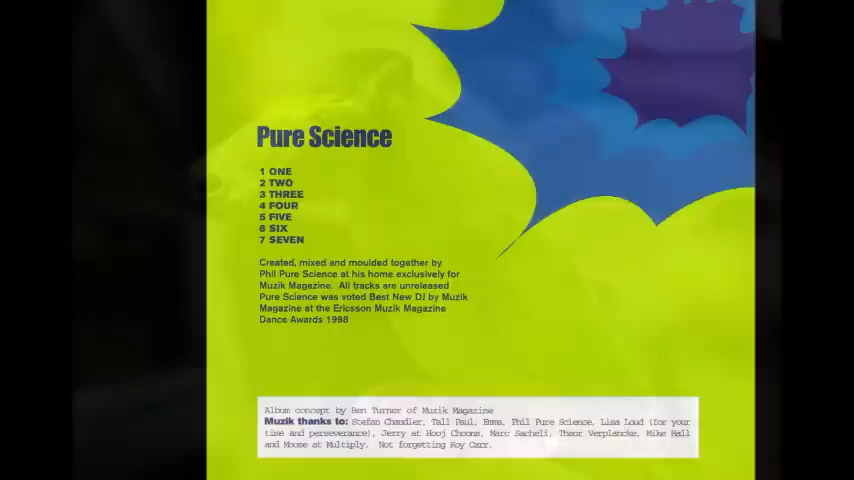 Pure Science
1 ONE
2 TWO
3 THREE
4 FOUR
5 FIVE
6 SIX
7 SEVEN
Created, mixed and moulded together by
Phil Pure Science at his home exclusively for
Muzik Magazine. All tracks are unreleased
Pure Science was voted Best New DJ by Muzik
Magazine at the Ericsson Muzik Magazine
Dance Awards 1998
Album concept by Ben Turner of Muzik Magazine
Muzik thanks to: Stefan Chandler, Tall Paul, Emma, Phil Pure Science, Lisa Loud (for your
time and perseverance), Jerry at Hooj Choons, Marc Sacheli, Theor Verplancke, Mike Ball
and Moose at Multiply. Not forgetting Roy Carr.